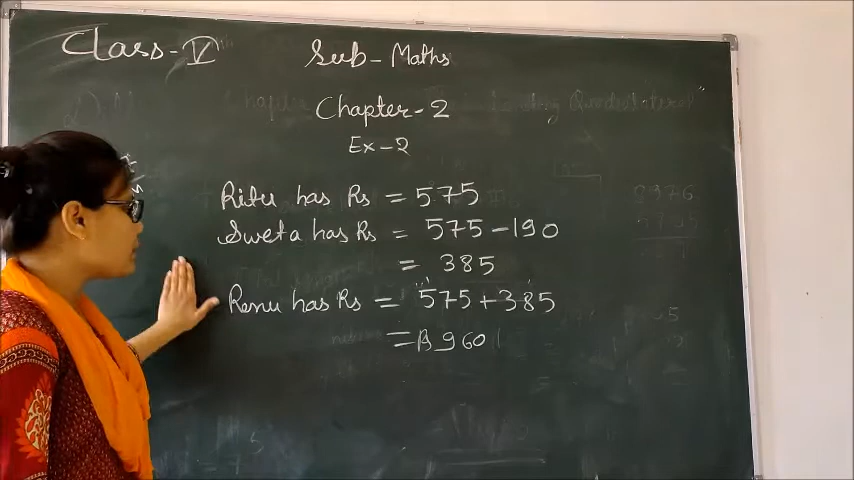 Class-V
Sub-Maths
Chapter-2
Ex-2
Ritu has Rs = 575
Sweta has Rs = 575-190
= 385
Renu has Rs = 575+385
= 960